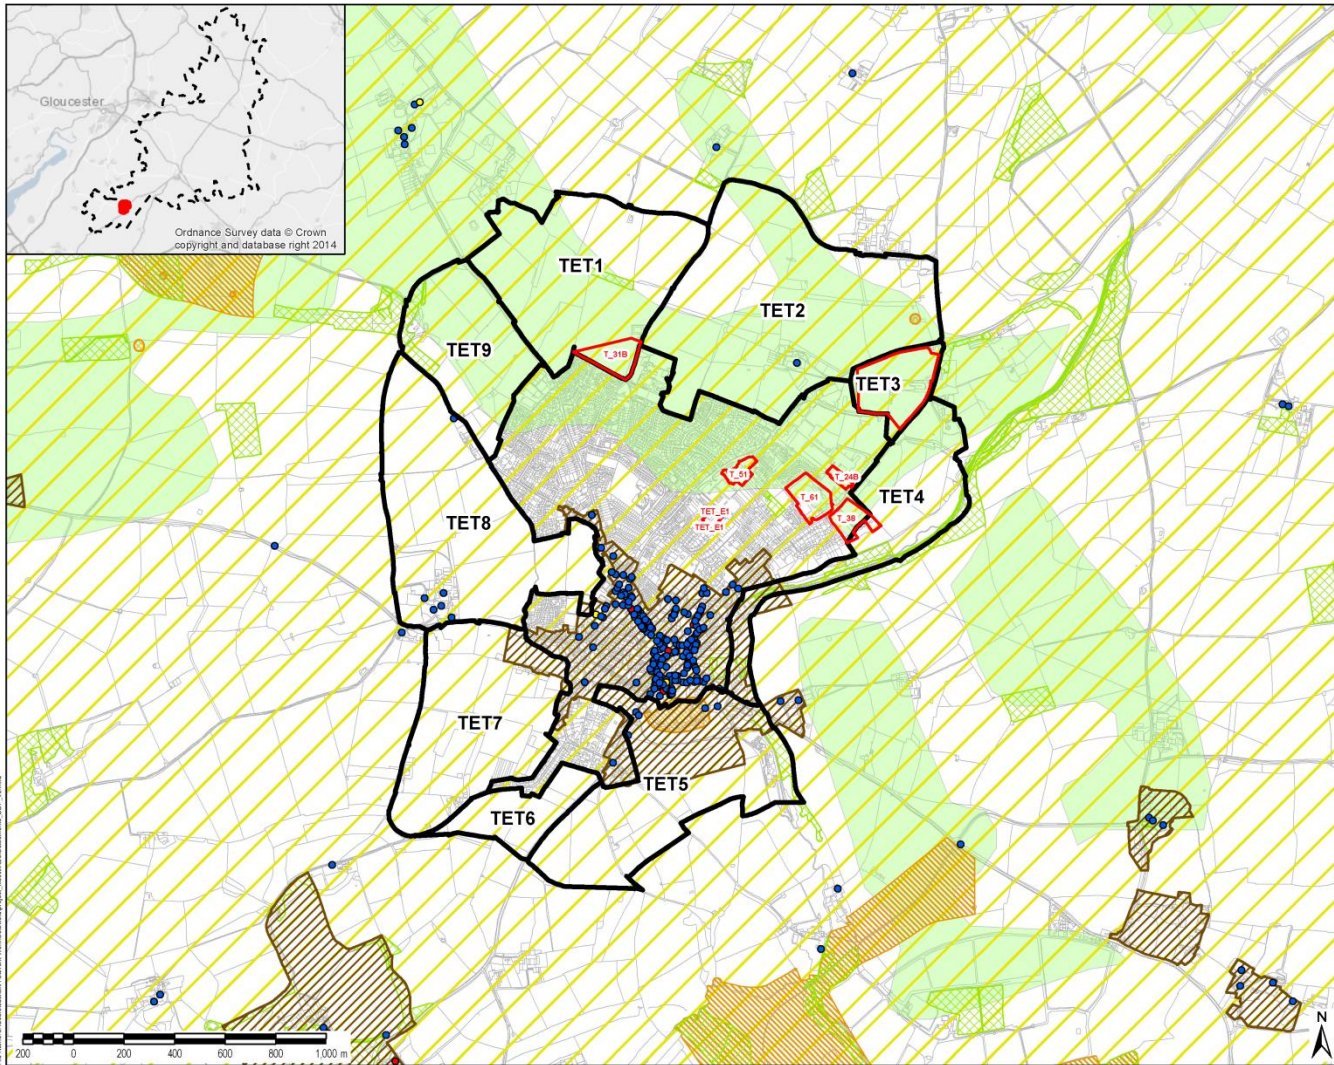 Gloucester
Ordnance Survey data © Crown
copyright and database right 2014
TET1
TET2
T_31B
TET9
TET3
T_51
T_24B
T_61
TET4
TET_E1
T_38
TET8
TET_E1
TET7
TET5
TET6
N
200 0 200 400 600 800 1,000 m